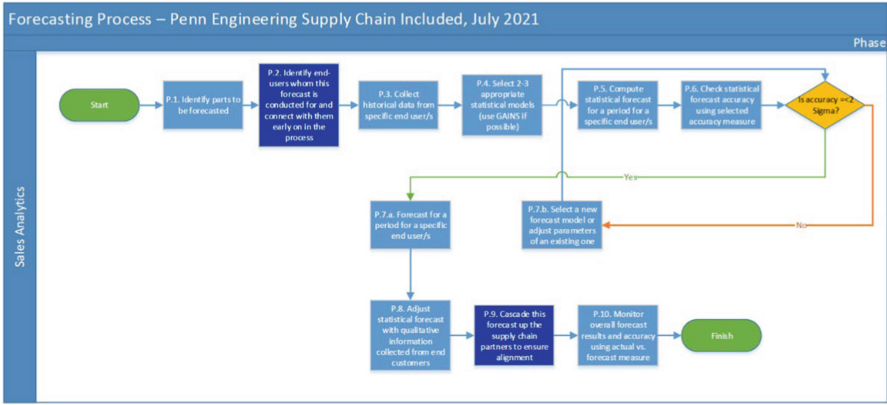 Forecasting Process – Penn Engineering Supply Chain Included, July 2021
Phase
Sales Analytics
Start
P.1. Identify parts to
be forecasted
P.2. Identify end-
users whom this
forecast is
conducted for and
connect with them
early on in the
process
P.3. Collect
historical data from
specific end user/s
P.4. Select 2-3
appropriate
statistical models
(use GAINS if
possible)
P.5. Compute
statistical forecast
for a period for a
specific end user/s
P.6. Check statistical
forecast accuracy
using selected
accuracy measure
Is accuracy =<2
Sigma?
Yes
No
P.7.a. Forecast for a
period for a specific
end user/s
P.7.b. Select a new
forecast model or
adjust parameters
of an existing one
P.8. Adjust
statistical forecast
with qualitative
information
collected from end
customers
P.9. Cascade this
forecast up the
supply chain
partners to ensure
alignment
P.10. Monitor
overall forecast
results and accuracy
using actual vs.
forecast measure
Finish